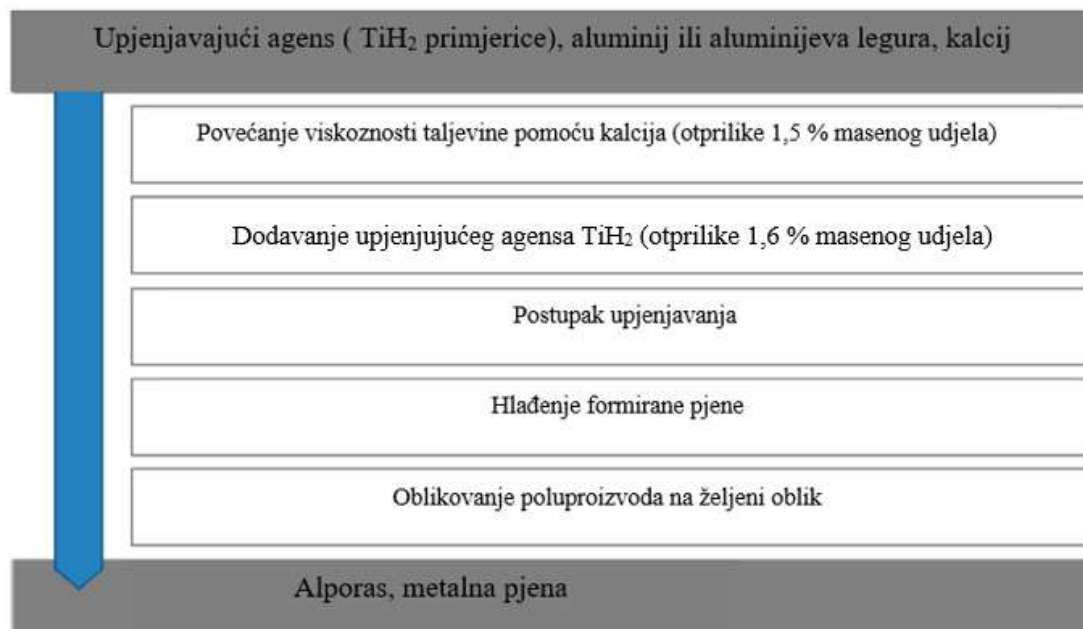 Upjenjavajući agens ( TiH₂ primjerice), aluminij ili aluminijeva legura, kalcij
Povećanje viskoznosti taljevine pomoću kalcija (otprilike 1,5 % masenog udjela)
Dodavanje upjenjujućeg agensa TiH₂ (otprilike 1,6 % masenog udjela)
Postupak upjenjavanja
Hlađenje formirane pjene
Oblikovanje poluproizvoda na željeni oblik
Alporas, metalna pjena